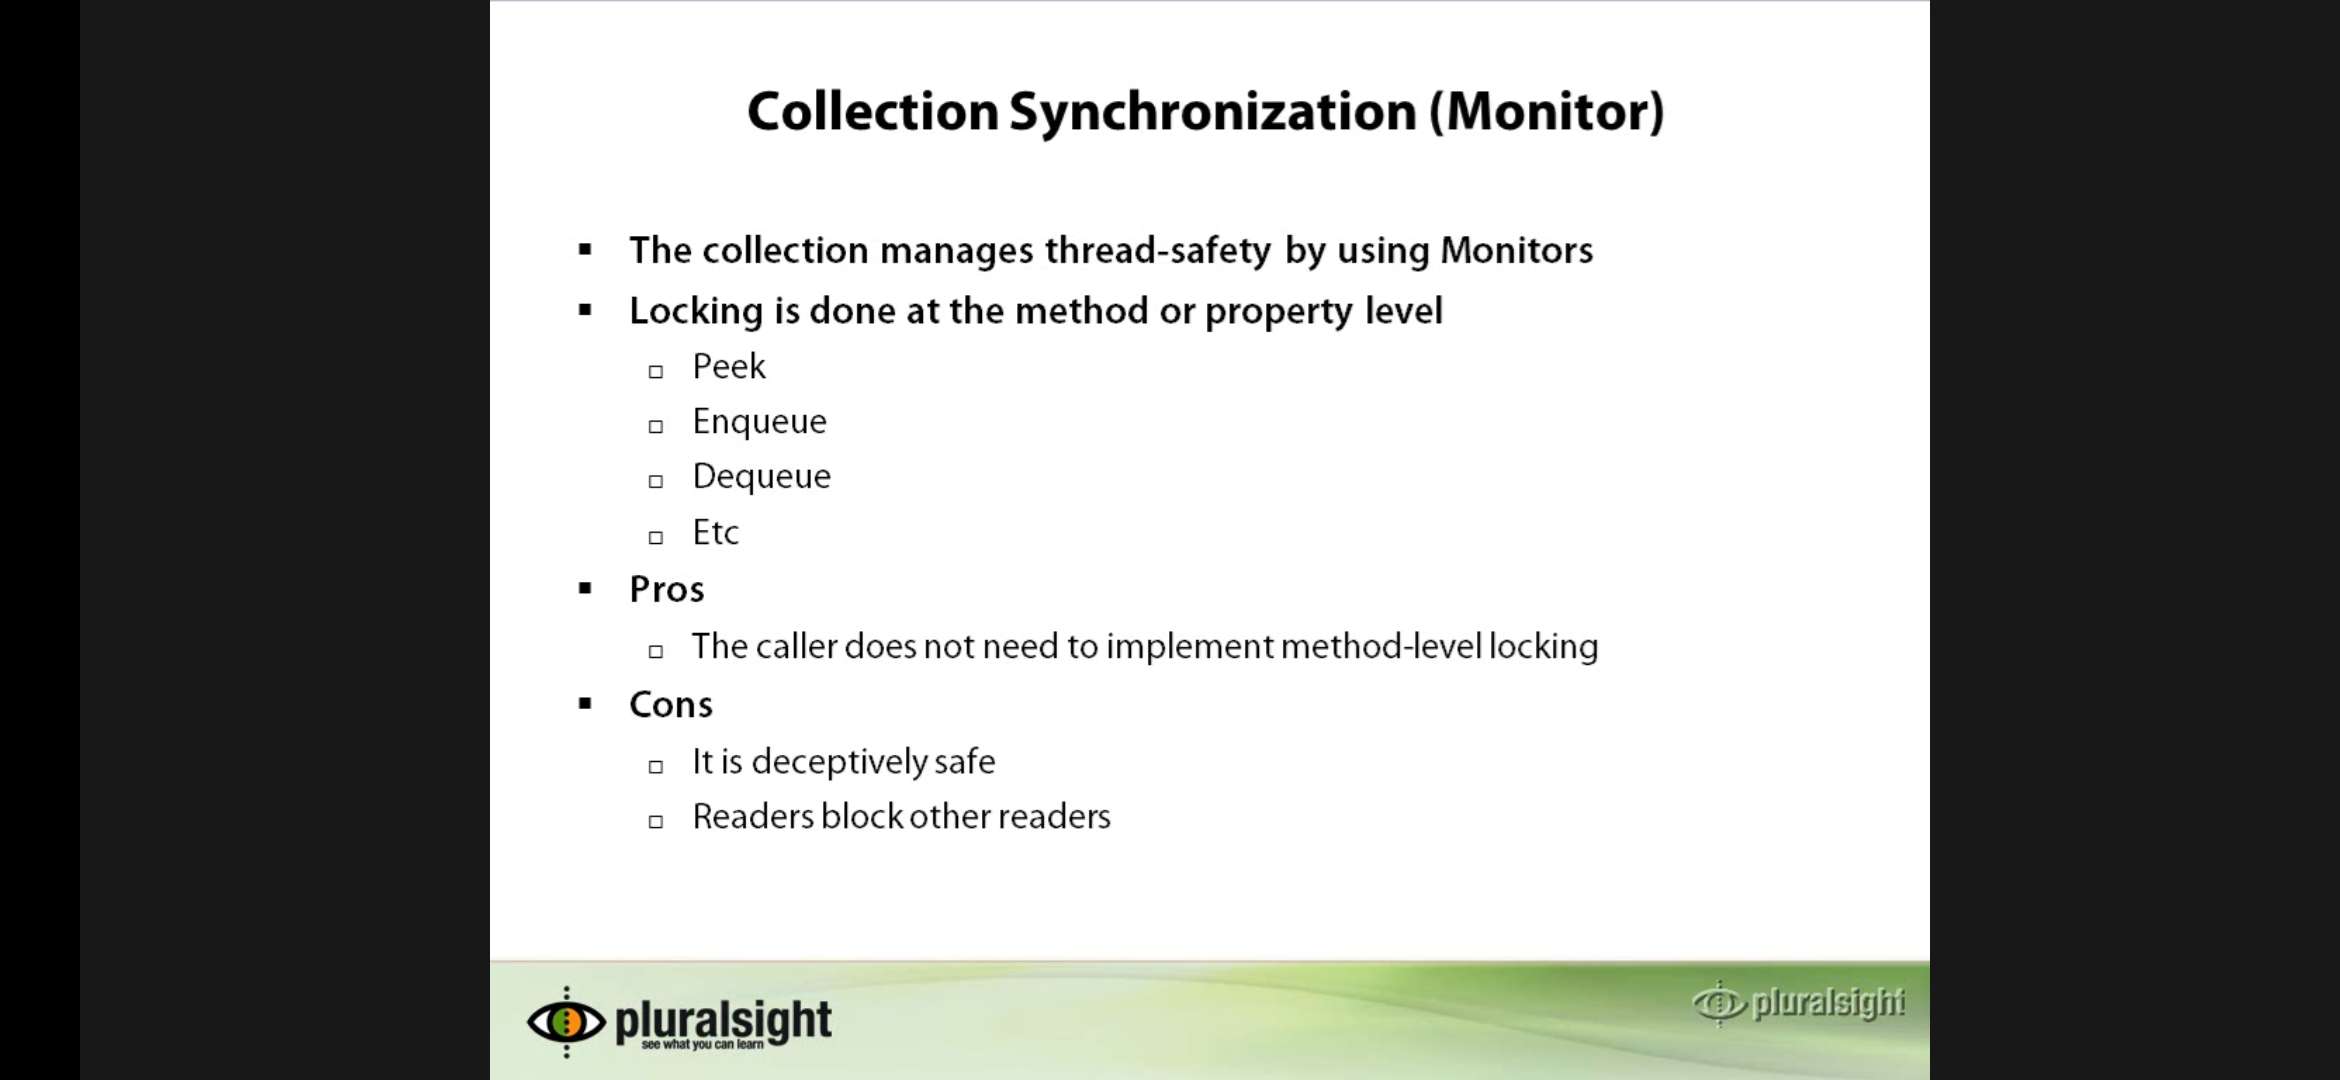 Collection Synchronization (Monitor)
The collection manages thread-safety by using Monitors
Locking is done at the method or property level
Peek
Enqueue
Dequeue
Etc
Pros
The caller does not need to implement method-level locking
Cons
It is deceptively safe
Readers block other readers
pluralsight
see what you can learn
pluralsight